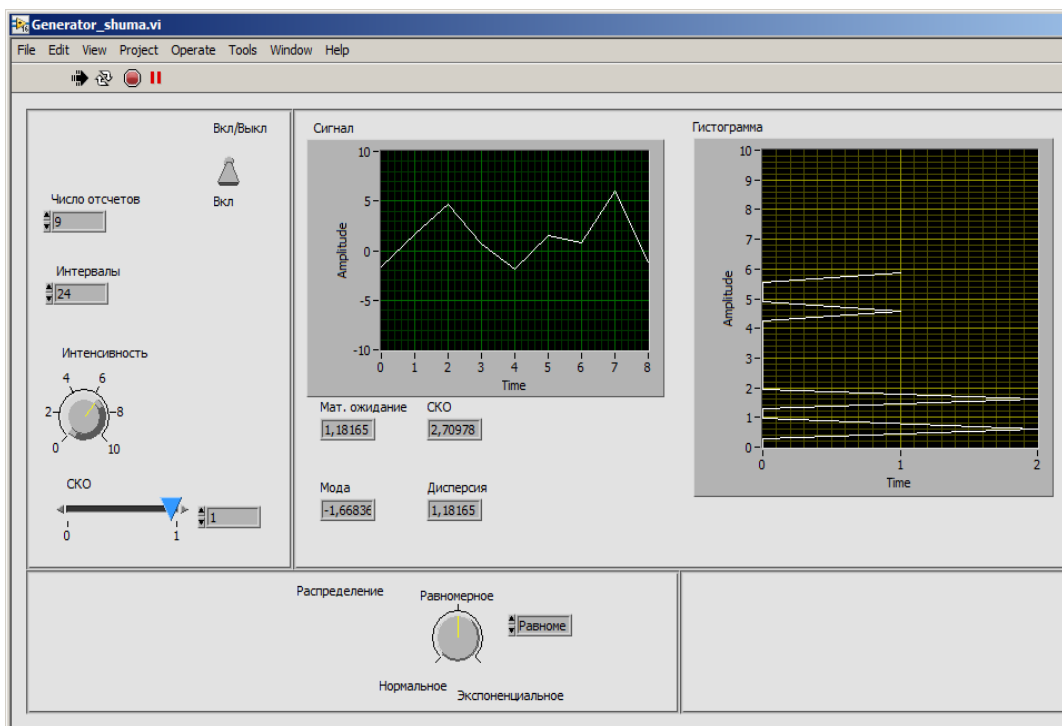 Generator_shuma.vi
File Edit View Project Operate Tools Window Help
Вкл/Выкл
Вкл
Число отсчетов
9
Интервалы
24
Интенсивность
0 2 4 6 8 10
СКО
0 1
1
Сигнал
Amplitude
10
5
0
-5
-10
0 1 2 3 4 5 6 7 8
Time
Мат. ожидание СКО
1,18165 2,70978
Мода Дисперсия
-1,66836 1,18165
Гистограмма
Amplitude
10
9
8
7
6
5
4
3
2
1
0
0 1 2
Time
Распределение
Равномерное
Равноме
Нормальное
Экспоненциальное